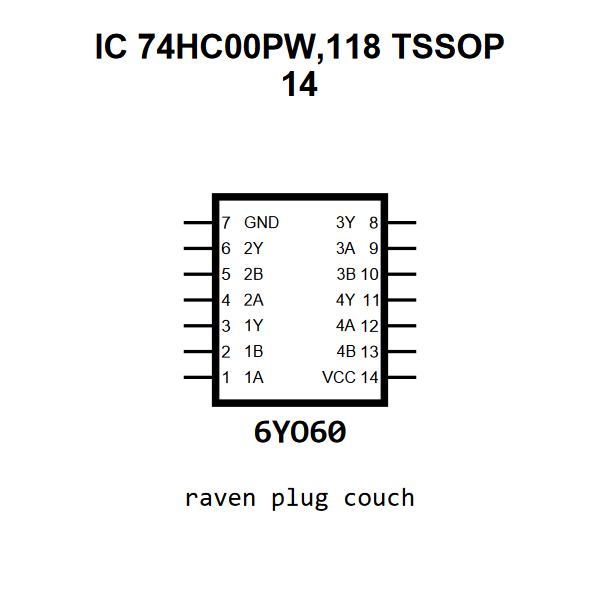 IC 74HC00PW,118 TSSOP
14
7 GND 3Y 8
6 2Y 3A 9
5 2B 3B 10
4 2A 4Y 11
3 1Y 4A 12
2 1B 4B 13
1 1A VCC 14
6YO60
raven plug couch